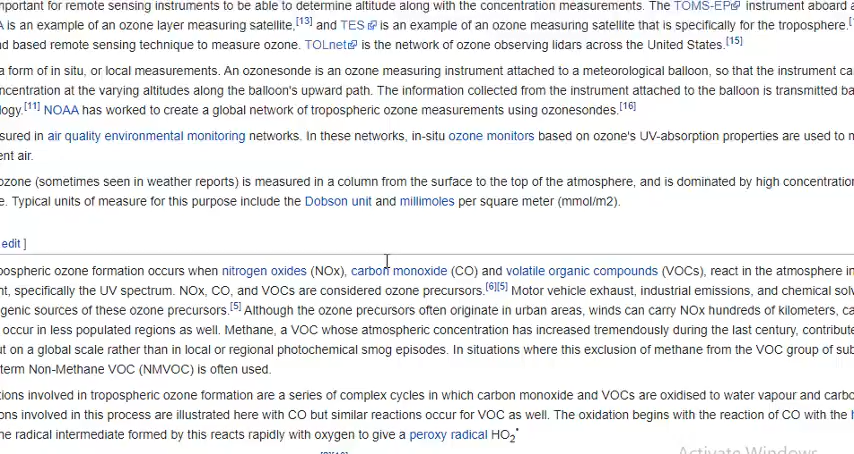 mportant for remote sensing instruments to be able to determine altitude along with the concentration measurements. The TOMS-EP instrument aboard a
A is an example of an ozone layer measuring satellite,[13] and TES is an example of an ozone measuring satellite that is specifically for the troposphere.[
nd based remote sensing technique to measure ozone. TOLnet is the network of ozone observing lidars across the United States.[15]
a form of in situ, or local measurements. An ozonesonde is an ozone measuring instrument attached to a meteorological balloon, so that the instrument ca
ncentration at the varying altitudes along the balloon's upward path. The information collected from the instrument attached to the balloon is transmitted ba
logy.[11] NOAA has worked to create a global network of tropospheric ozone measurements using ozonesondes.[16]
sured in air quality environmental monitoring networks. In these networks, in-situ ozone monitors based on ozone's UV-absorption properties are used to m
ent air.
ozone (sometimes seen in weather reports) is measured in a column from the surface to the top of the atmosphere, and is dominated by high concentration
e. Typical units of measure for this purpose include the Dobson unit and millimoles per square meter (mmol/m2).
edit ]
pospheric ozone formation occurs when nitrogen oxides (NOx), carbon monoxide (CO) and volatile organic compounds (VOCs), react in the atmosphere in
nt, specifically the UV spectrum. NOx, CO, and VOCs are considered ozone precursors.[6][5] Motor vehicle exhaust, industrial emissions, and chemical solv
genic sources of these ozone precursors.[5] Although the ozone precursors often originate in urban areas, winds can carry NOx hundreds of kilometers, ca
occur in less populated regions as well. Methane, a VOC whose atmospheric concentration has increased tremendously during the last century, contribute
ut on a global scale rather than in local or regional photochemical smog episodes. In situations where this exclusion of methane from the VOC group of sub
term Non-Methane VOC (NMVOC) is often used.
tions involved in tropospheric ozone formation are a series of complex cycles in which carbon monoxide and VOCs are oxidised to water vapour and carbo
ons involved in this process are illustrated here with CO but similar reactions occur for VOC as well. The oxidation begins with the reaction of CO with the h
he radical intermediate formed by this reacts rapidly with oxygen to give a peroxy radical HO2•
Activate Windows